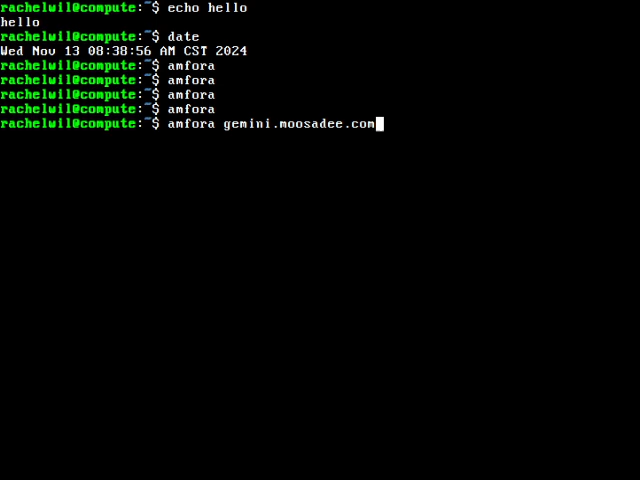 rachelwil@compute:~$ echo hello
hello
rachelwil@compute:~$ date
Wed Nov 13 08:38:56 AM CST 2024
rachelwil@compute:~$ amfora
rachelwil@compute:~$ amfora
rachelwil@compute:~$ amfora
rachelwil@compute:~$ amfora
rachelwil@compute:~$ amfora gemini.moosadee.com